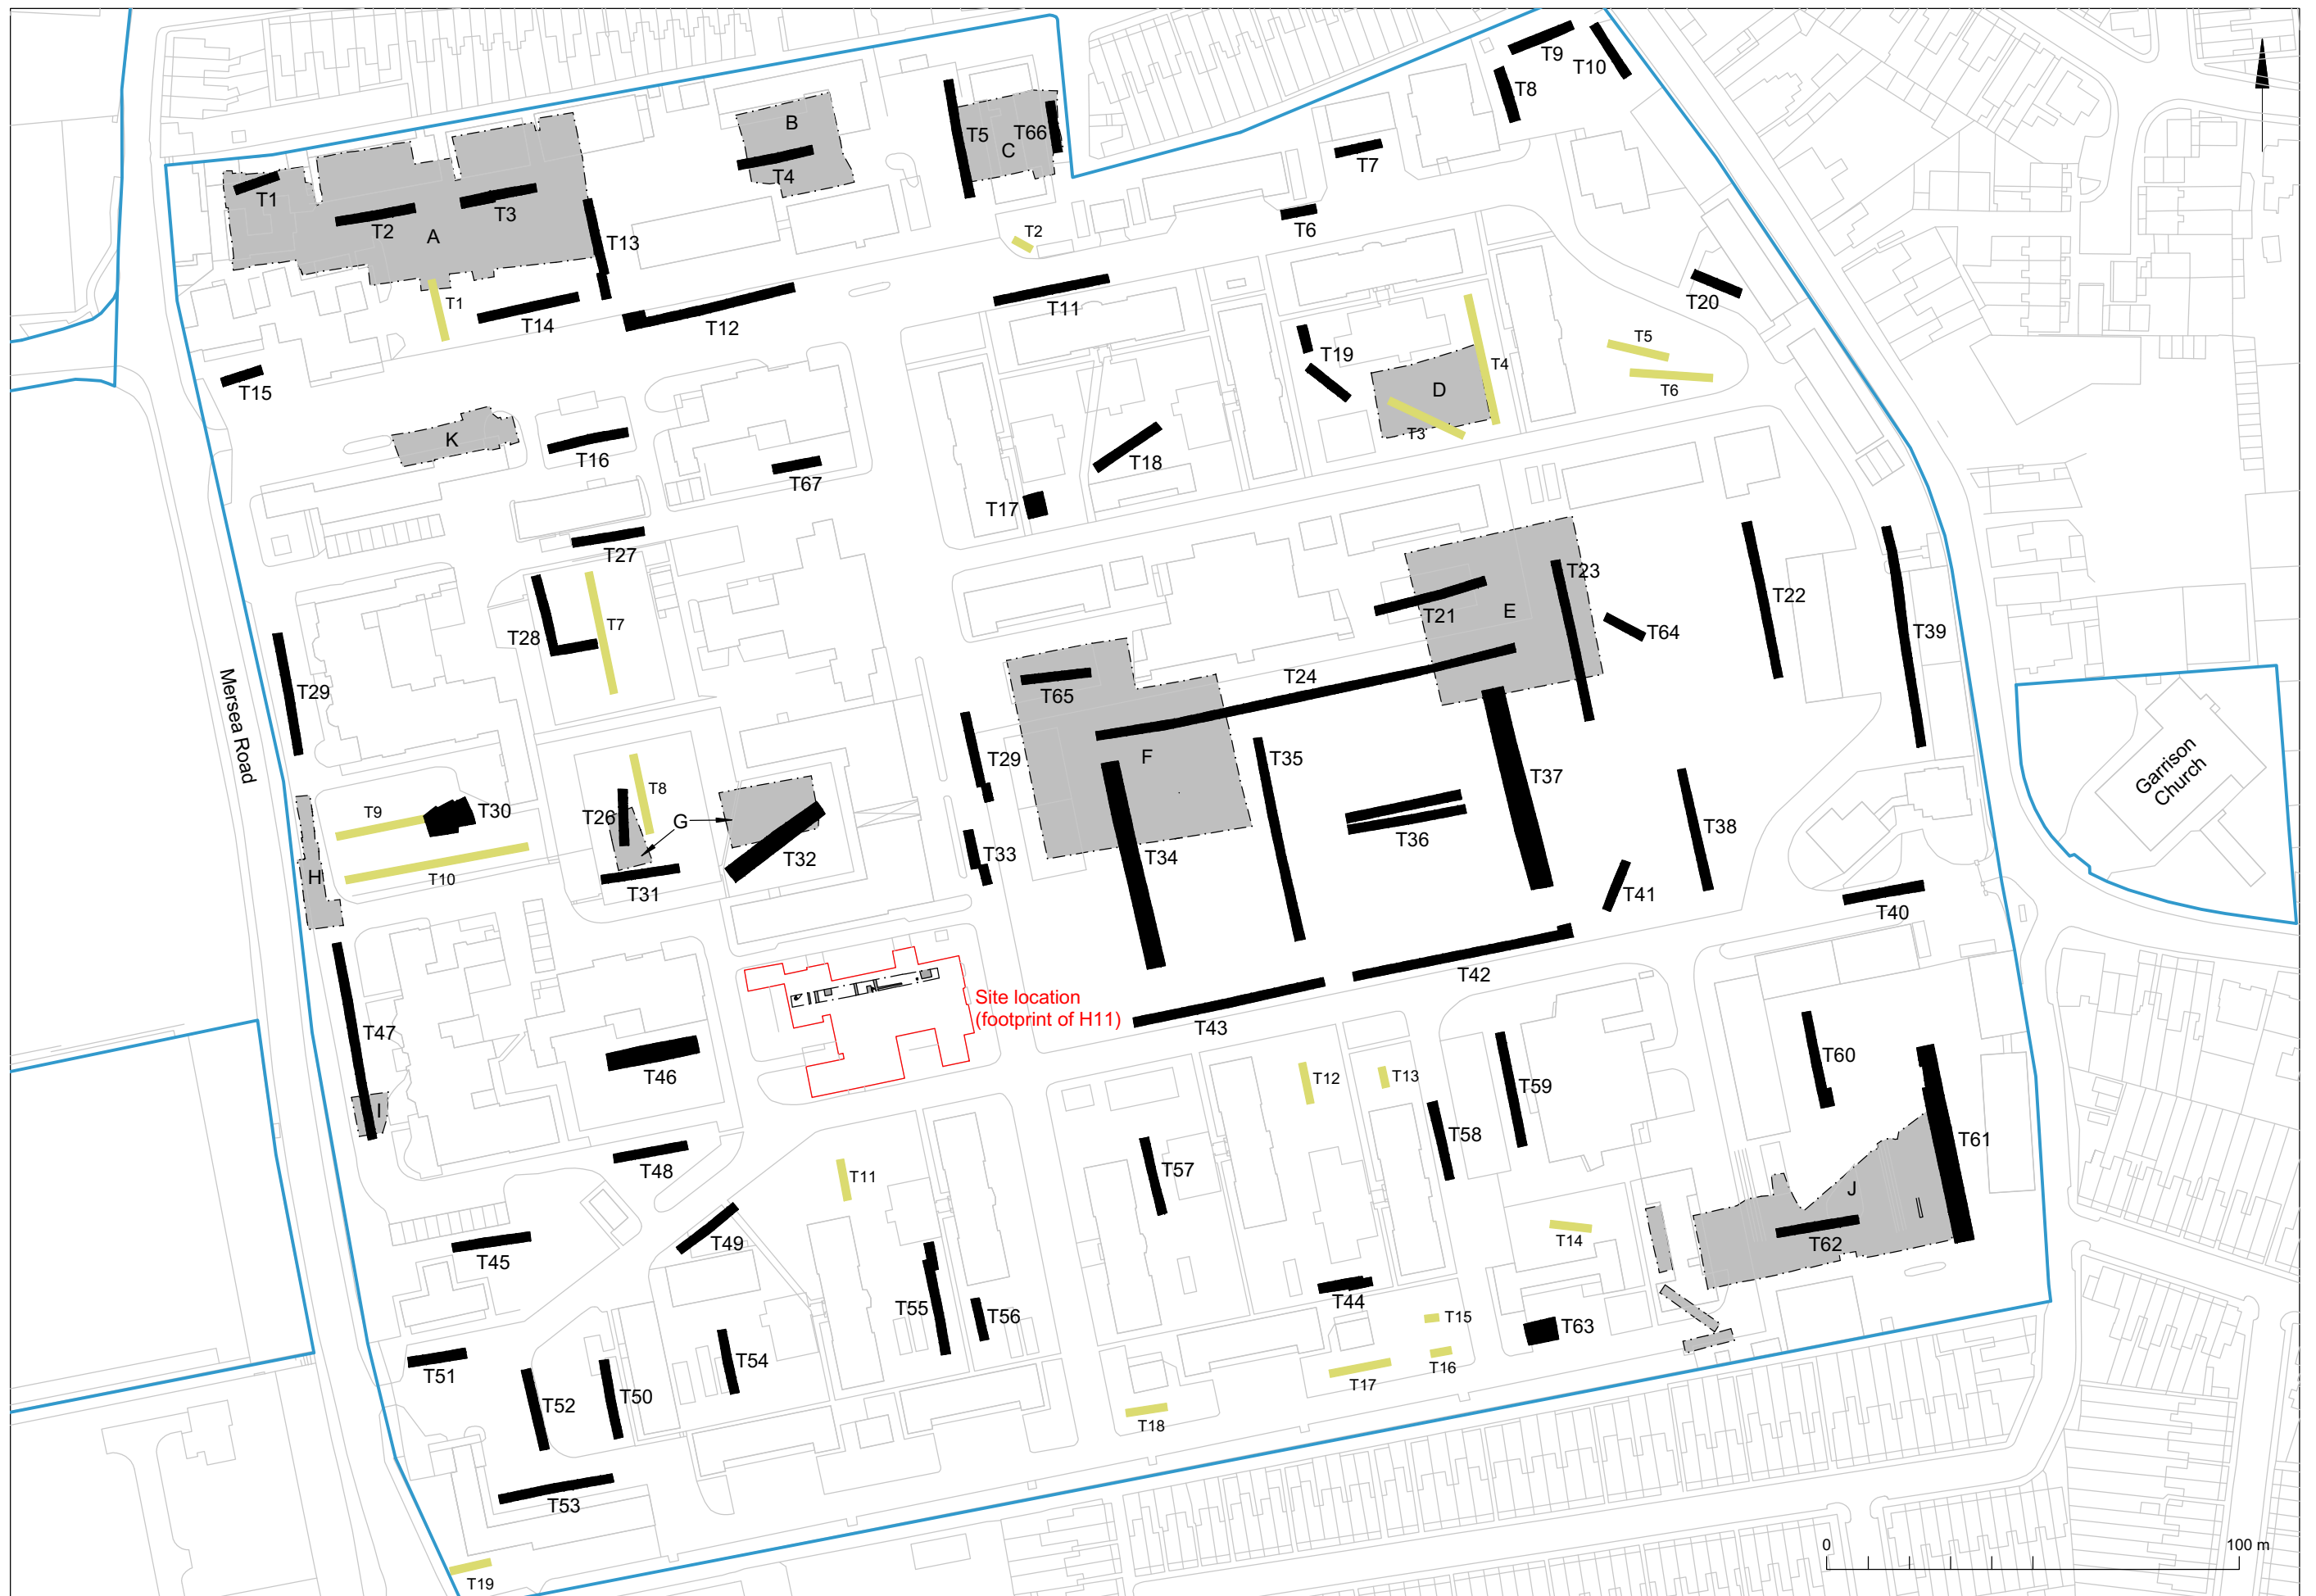 T9
T10
T8
B
T5
T66
C
T4
T7
T1
T3
T2
A
T13
T2
T6
T1
T14
T12
T11
T20
T15
T19
T4
T5
T6
D
T3
K
T16
T67
T18
T17
T27
T23
T22
T28
T7
T21
E
T64
T39
T29
Mersea Road
T65
T24
T29
F
T35
T37
Garrison
Church
T9
T30
T26
T8
G
T32
T33
T34
T36
T38
H
T10
T31
T41
T40
T42
Site location
(footprint of H11)
T43
T47
T46
I
T12
T13
T59
T60
T58
T61
T48
T11
T57
J
T49
T14
T62
T45
T55
T56
T44
T15
T63
T51
T54
T16
T17
T52
T50
T18
T53
T19
0
100 m